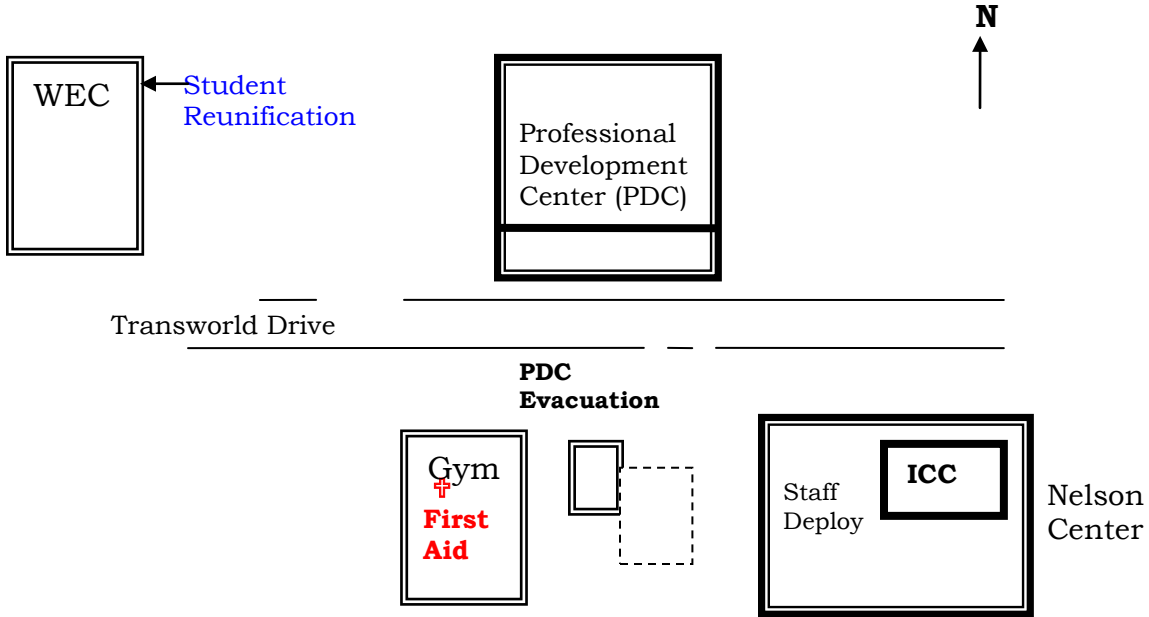 N
WEC
Student
Reunification
Professional
Development
Center (PDC)
Transworld Drive
PDC
Evacuation
Gym
First
Aid
Staff
Deploy
ICC
Nelson
Center